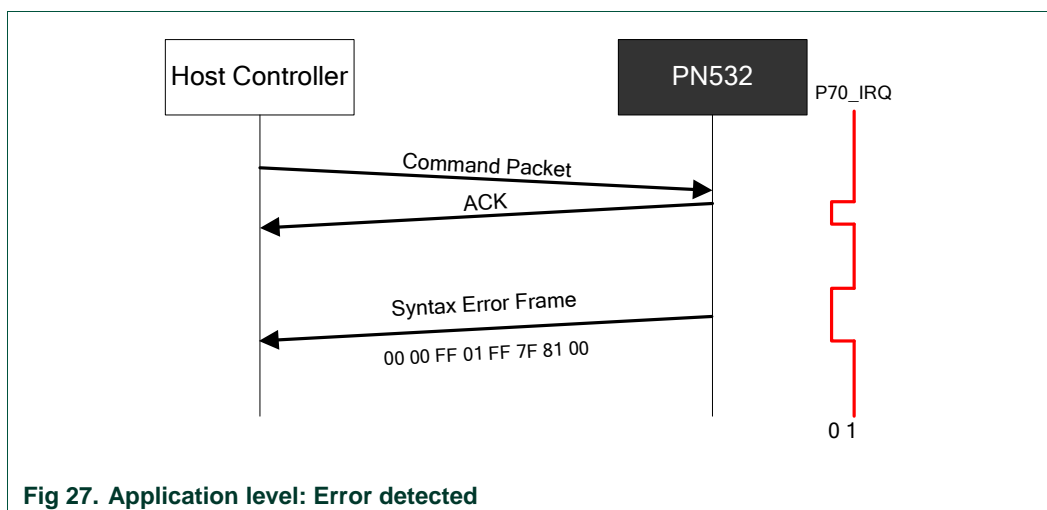 Host Controller
PN532
P70_IRQ
Command Packet
ACK
Syntax Error Frame
00 00 FF 01 FF 7F 81 00
0 1
Fig 27. Application level: Error detected